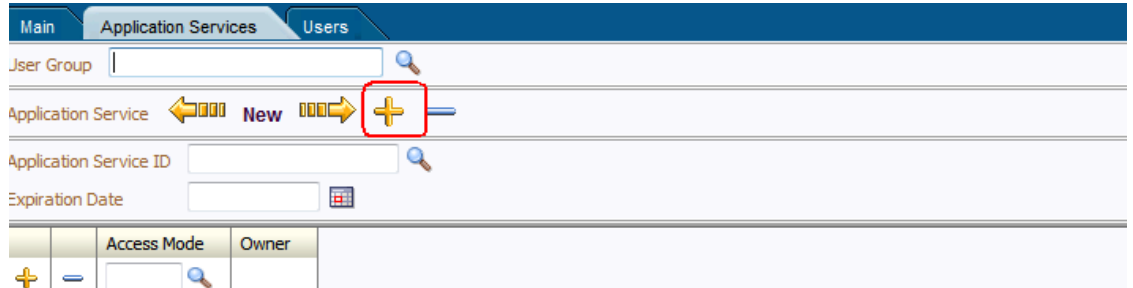 Main Application Services Users
User Group
Application Service New
Application Service ID
Expiration Date
Access Mode Owner